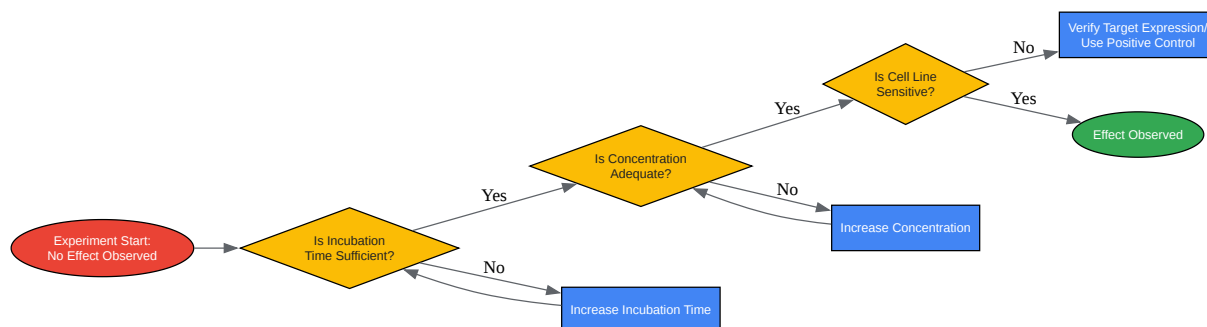 Experiment Start:
No Effect Observed
Is Incubation
Time Sufficient?
No
Increase Incubation Time
Yes
Is Concentration
Adequate?
No
Increase Concentration
Yes
Is Cell Line
Sensitive?
No
Verify Target Expression/
Use Positive Control
Yes
Effect Observed